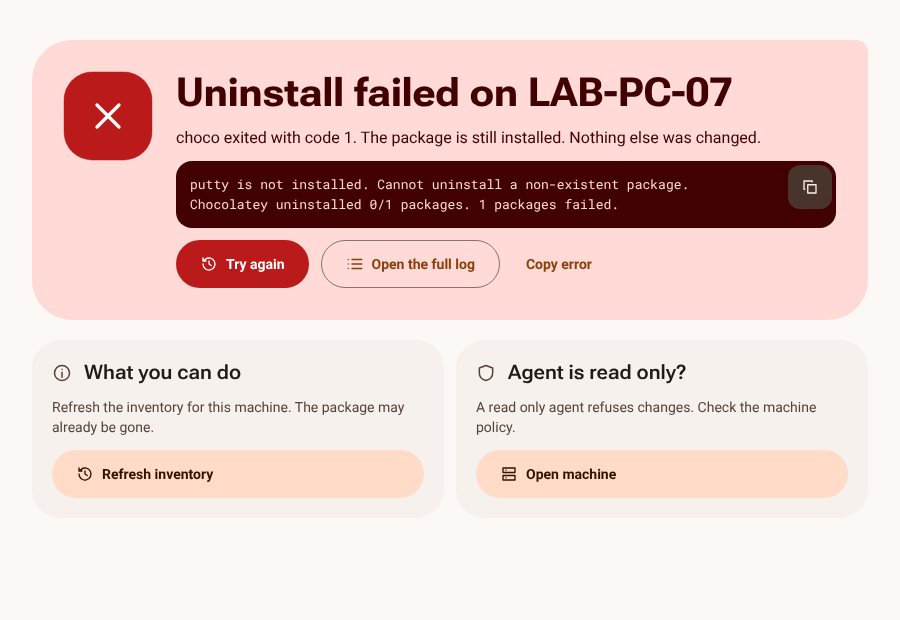 Uninstall failed on LAB-PC-07
choco exited with code 1. The package is still installed. Nothing else was changed.
putty is not installed. Cannot uninstall a non-existent package.
Chocolatey uninstalled 0/1 packages. 1 packages failed.
Try again
Open the full log
Copy error
What you can do
Refresh the inventory for this machine. The package may
already be gone.
Refresh inventory
Agent is read only?
A read only agent refuses changes. Check the machine
policy.
Open machine